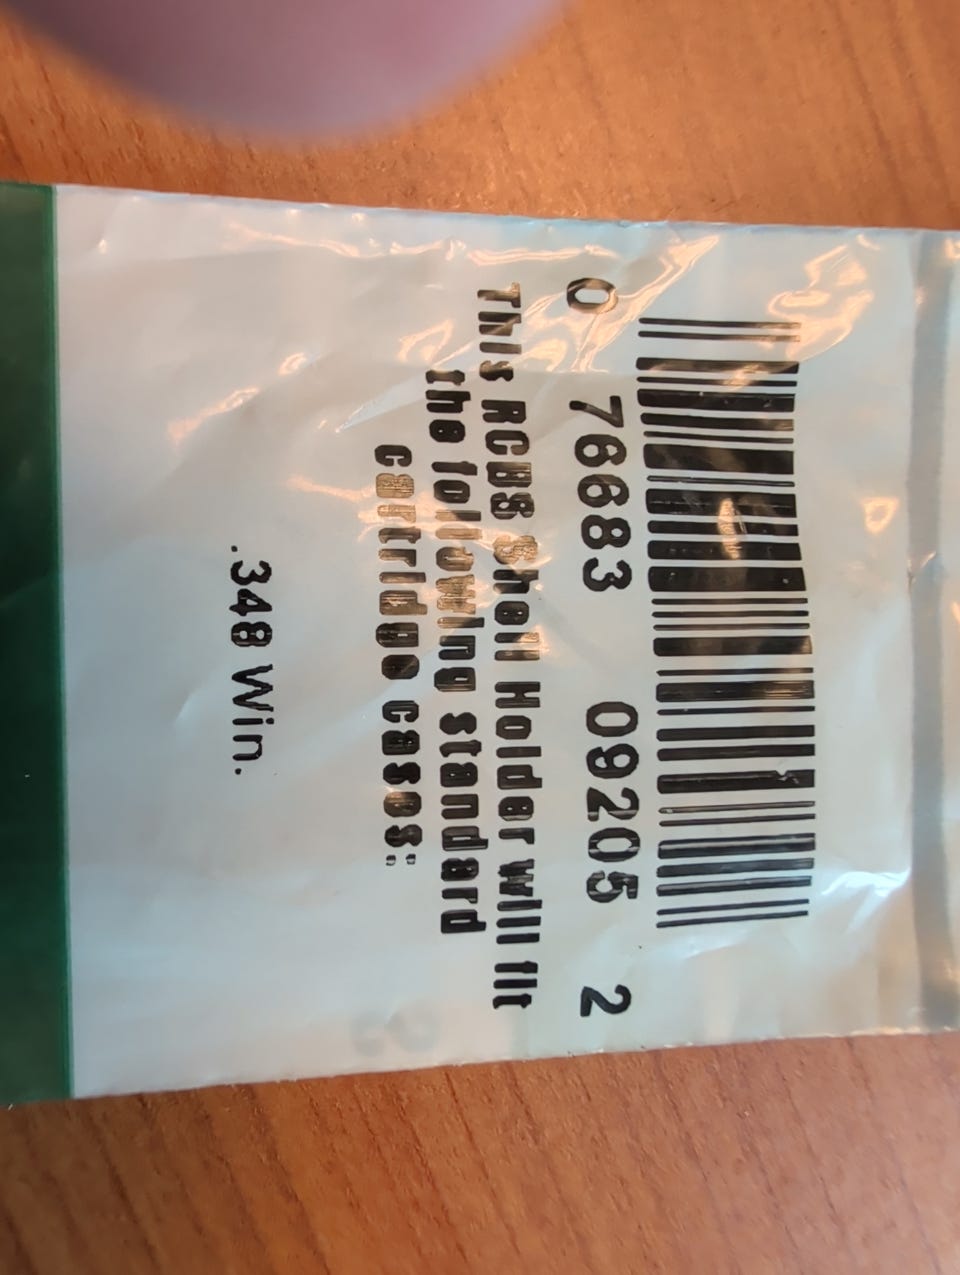 0 76683 09205 2
This RCBS Shell Holder will fit
the following standard
cartridge cases:
.348 Win.